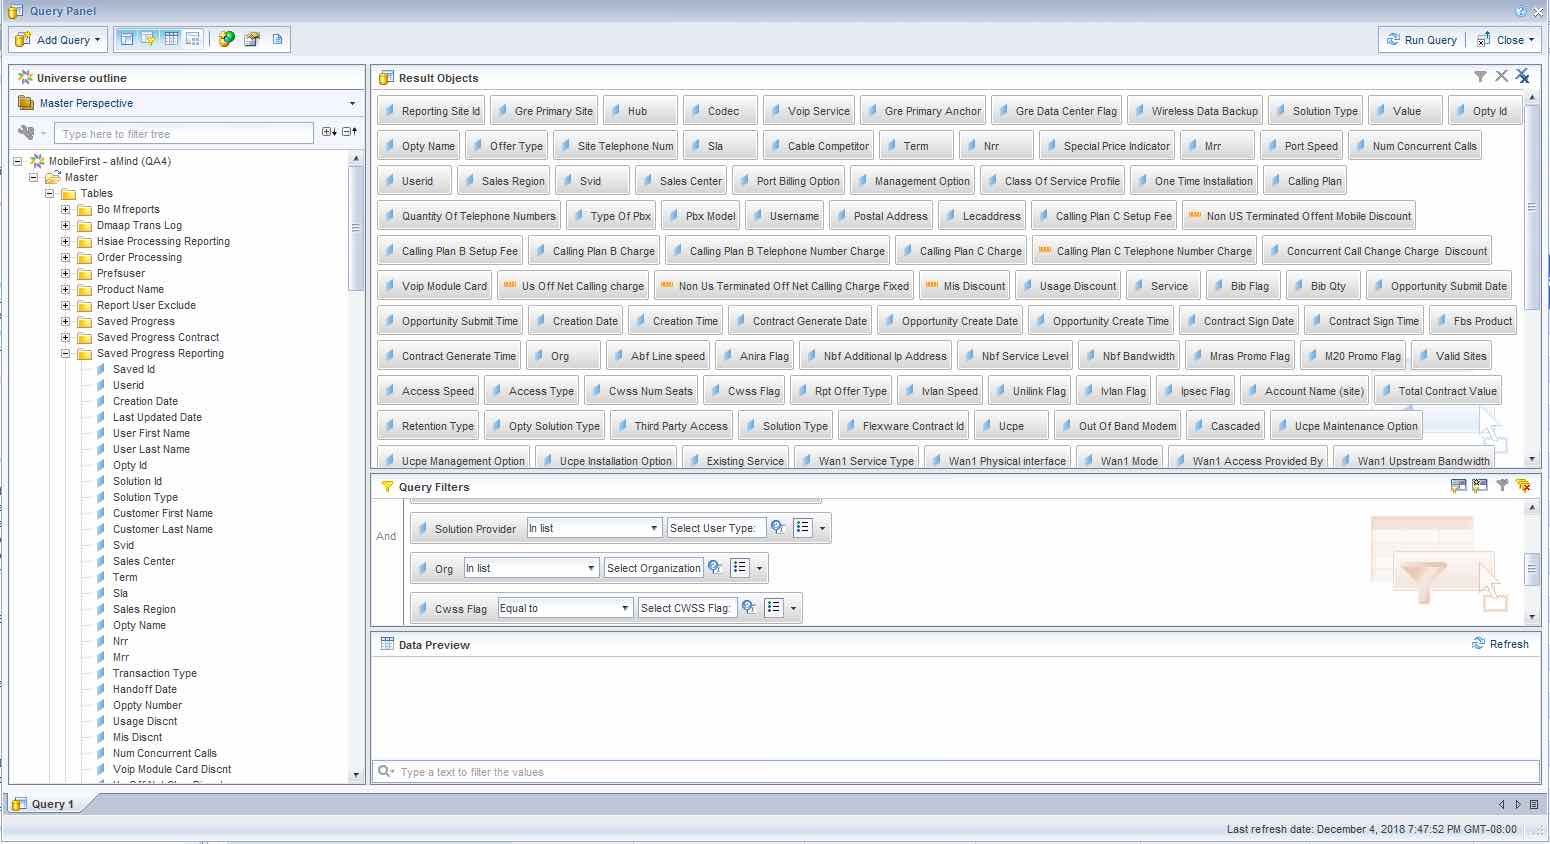 Query Panel
Add Query
Run Query
Close
Universe outline
Master Perspective
Type here to filter tree
MobileFirst - aMind (QA4)
Master
Tables
Bo Mfreports
Dmaap Trans Log
Hsiae Processing Reporting
Order Processing
Prefsuser
Product Name
Report User Exclude
Saved Progress
Saved Progress Contract
Saved Progress Reporting
Saved Id
Userid
Creation Date
Last Updated Date
User First Name
User Last Name
Opty Id
Solution Id
Solution Type
Customer First Name
Customer Last Name
Svid
Sales Center
Term
Sla
Sales Region
Opty Name
Nrr
Mrr
Transaction Type
Handoff Date
Oppty Number
Usage Discnt
Mis Discnt
Num Concurrent Calls
Voip Module Card Discnt
Result Objects
Reporting Site Id Gre Primary Site Hub Codec Voip Service Gre Primary Anchor Gre Data Center Flag Wireless Data Backup Solution Type Value Opty Id
Opty Name Offer Type Site Telephone Num Sla Cable Competitor Term Nrr Special Price Indicator Mrr Port Speed Num Concurrent Calls
Userid Sales Region Svid Sales Center Port Billing Option Management Option Class Of Service Profile One Time Installation Calling Plan
Quantity Of Telephone Numbers Type Of Pbx Pbx Model Username Postal Address Lecaddress Calling Plan C Setup Fee Non US Terminated Offent Mobile Discount
Calling Plan B Setup Fee Calling Plan B Charge Calling Plan B Telephone Number Charge Calling Plan C Charge Calling Plan C Telephone Number Charge Concurrent Call Change Charge Discount
Voip Module Card Us Off Net Calling charge Non Us Terminated Off Net Calling Charge Fixed Mis Discount Usage Discount Service Bib Flag Bib Qty Opportunity Submit Date
Opportunity Submit Time Creation Date Creation Time Contract Generate Date Opportunity Create Date Opportunity Create Time Contract Sign Date Contract Sign Time Fbs Product
Contract Generate Time Org Abf Line speed Anira Flag Nbf Additional Ip Address Nbf Service Level Nbf Bandwidth Mras Promo Flag M20 Promo Flag Valid Sites
Access Speed Access Type Cwss Num Seats Cwss Flag Rpt Offer Type Ivlan Speed Unilink Flag Ivlan Flag Ipsec Flag Account Name (site) Total Contract Value
Retention Type Opty Solution Type Third Party Access Solution Type Flexware Contract Id Ucpe Out Of Band Modem Cascaded Ucpe Maintenance Option
Ucpe Management Option Ucpe Installation Option Existing Service Wan1 Service Type Wan1 Physical interface Wan1 Mode Wan1 Access Provided By Wan1 Upstream Bandwidth
Query Filters
And
Solution Provider In list Select User Type:
Org In list Select Organization
Cwss Flag Equal to Select CWSS Flag:
Data Preview
Refresh
Type a text to filter the values
Query 1
Last refresh date: December 4, 2018 7:47:52 PM GMT-08:00